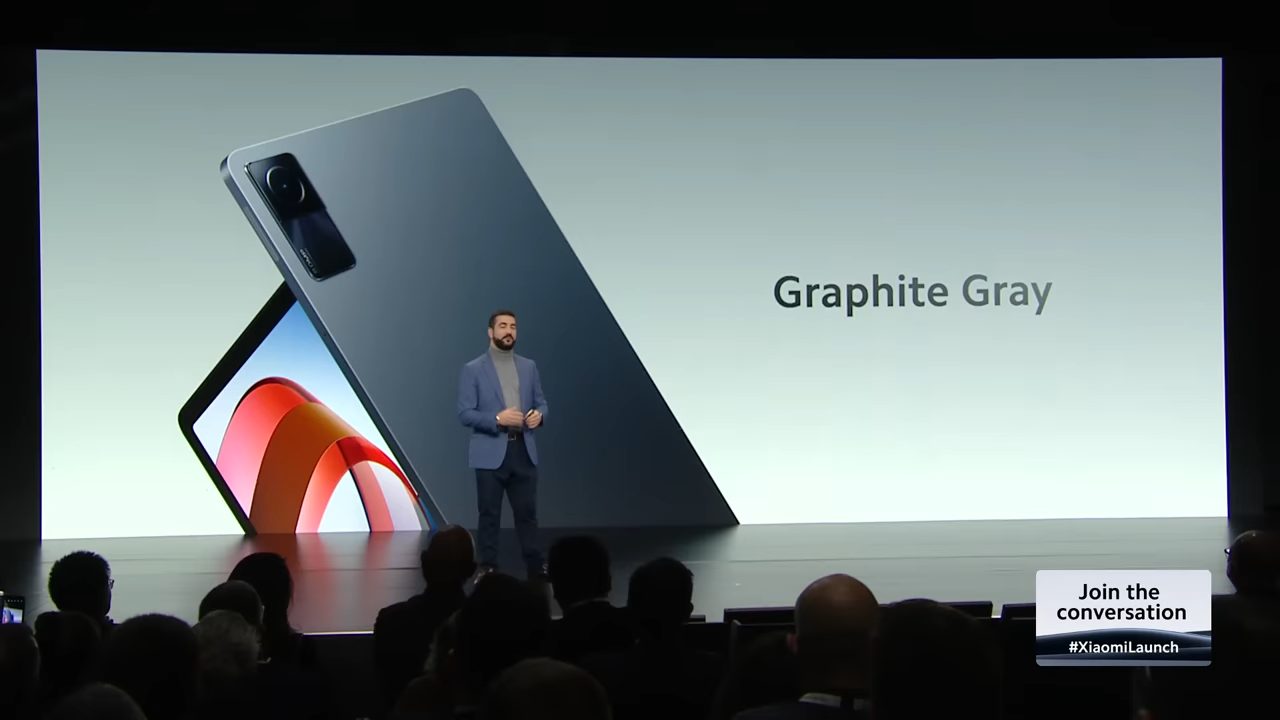 Graphite Gray
Join the
conversation
#XiaomiLaunch